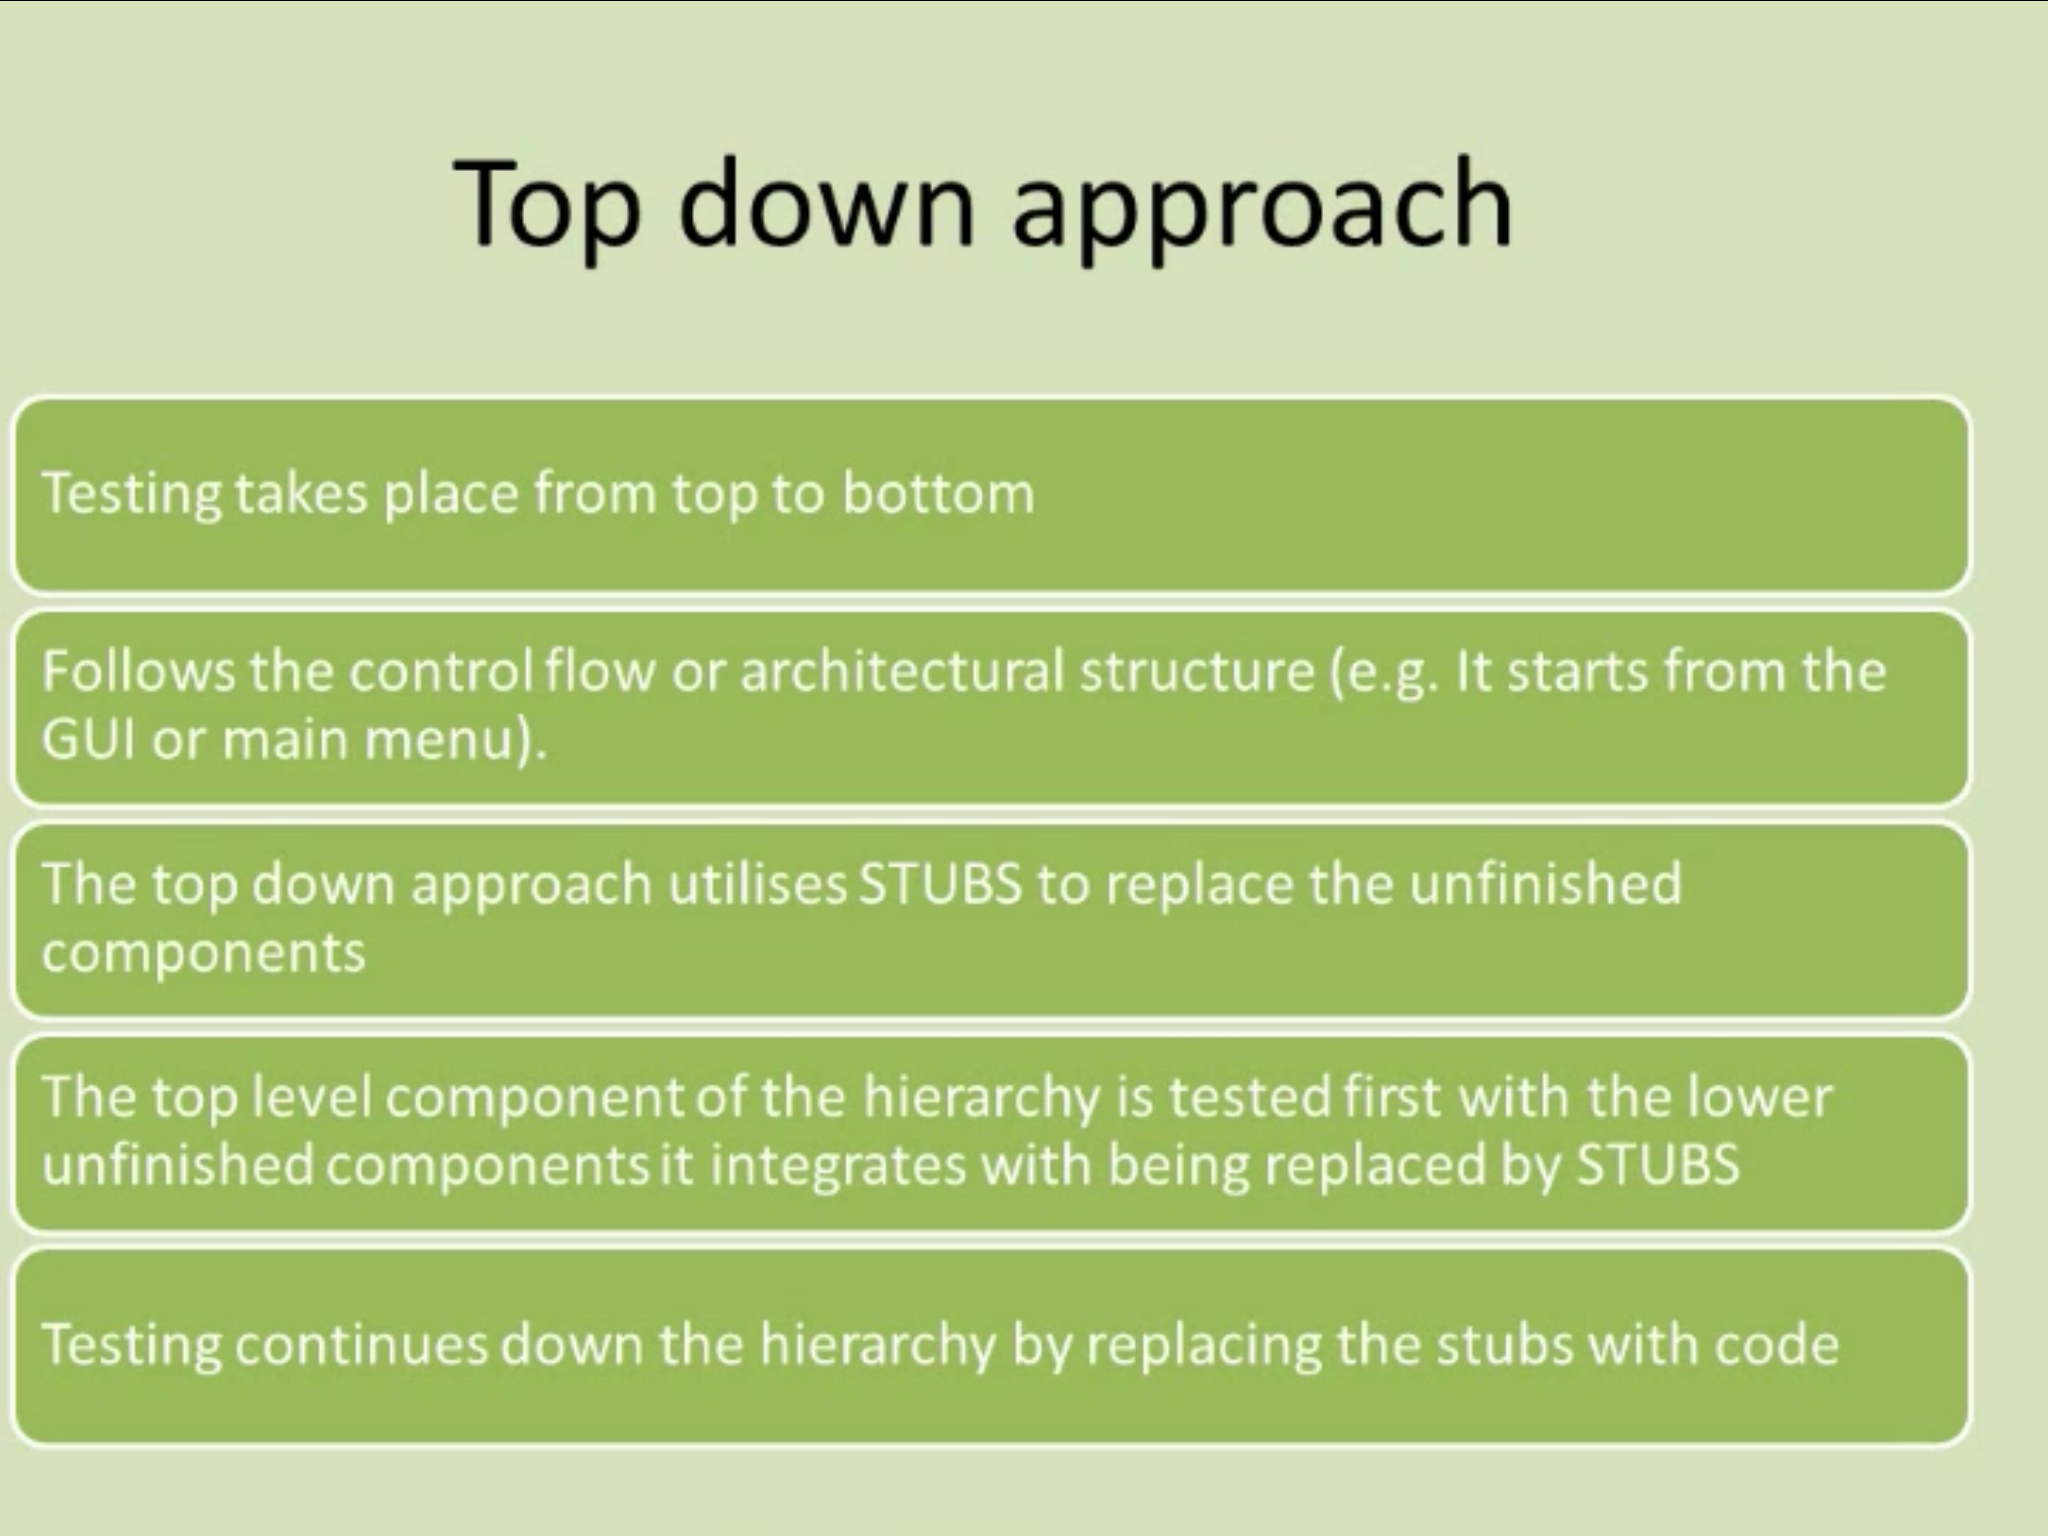 Top down approach
Testing takes place from top to bottom
Follows the control flow or architectural structure (e.g. It starts from the
GUI or main menu).
The top down approach utilises STUBS to replace the unfinished
components
The top level component of the hierarchy is tested first with the lower
unfinished components it integrates with being replaced by STUBS
Testing continues down the hierarchy by replacing the stubs with code